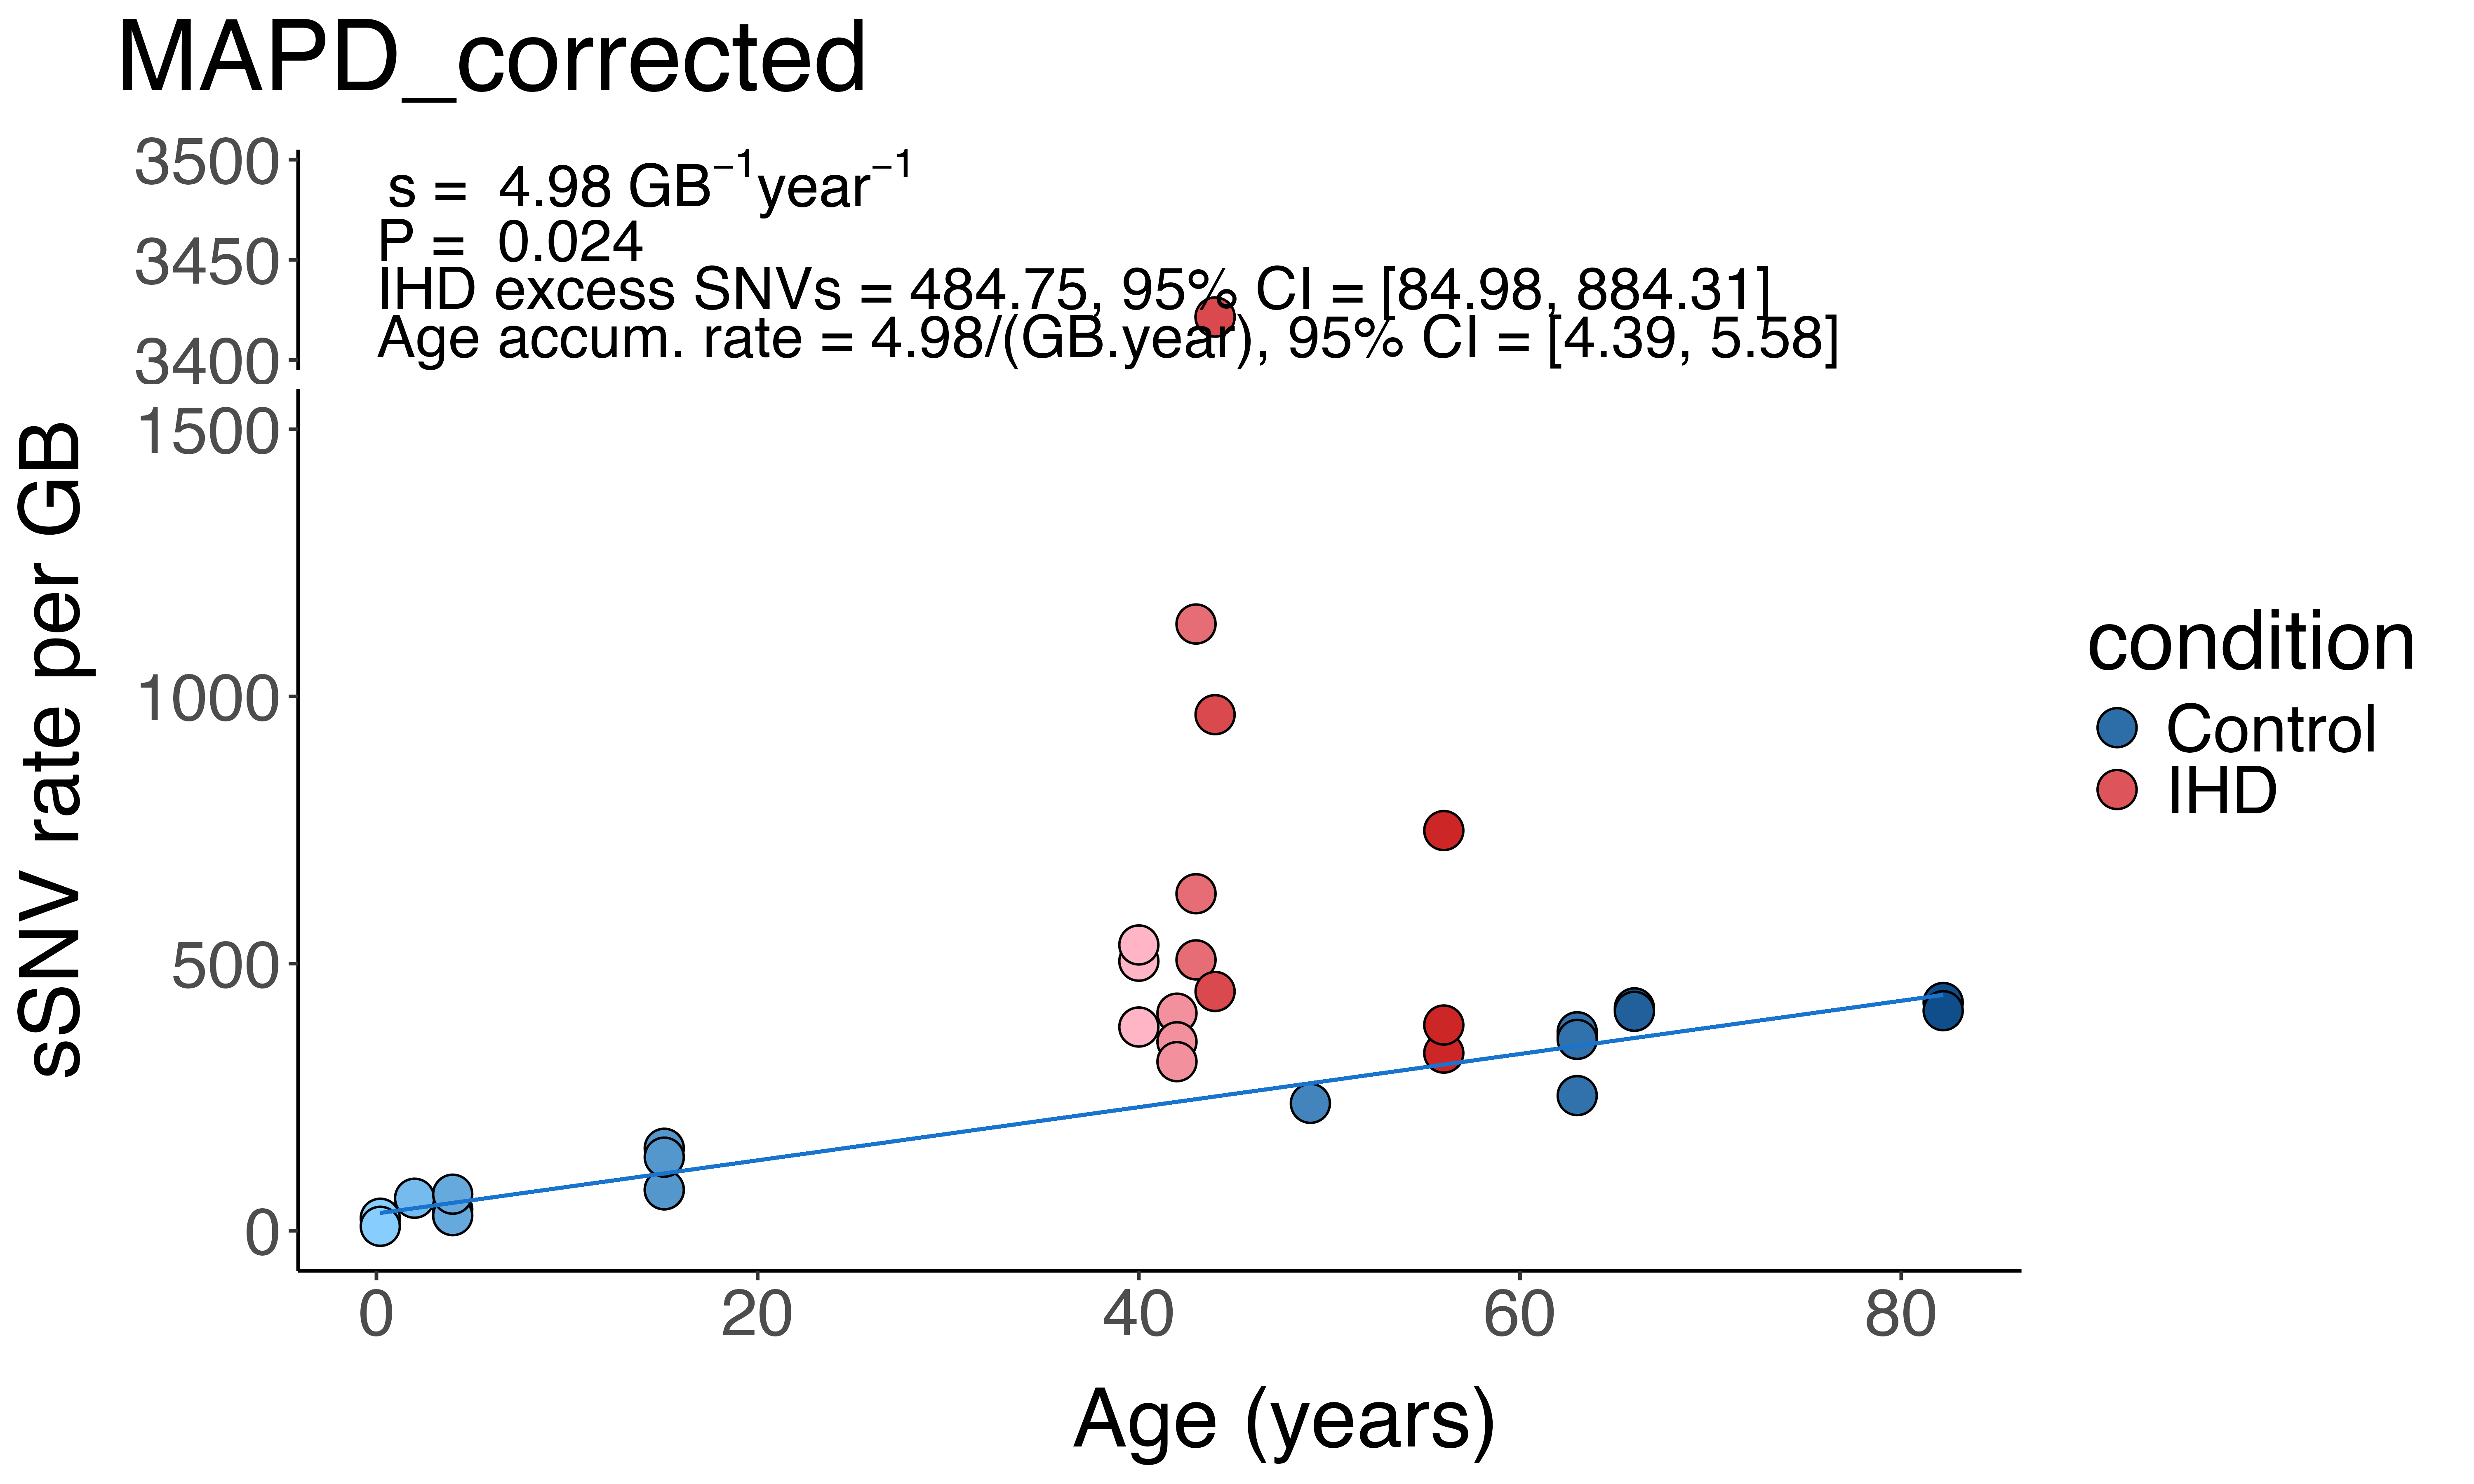 MAPD_corrected
3500
3450
3400
1500
1000
500
0
s = 4.98 GB⁻¹year⁻¹
P = 0.024
IHD excess SNVs = 484.75, 95% CI = [84.98, 884.31]
Age accum. rate = 4.98/(GB.year), 95% CI = [4.39, 5.58]
sSNV rate per GB
condition
Control
IHD
0 20 40 60 80
Age (years)